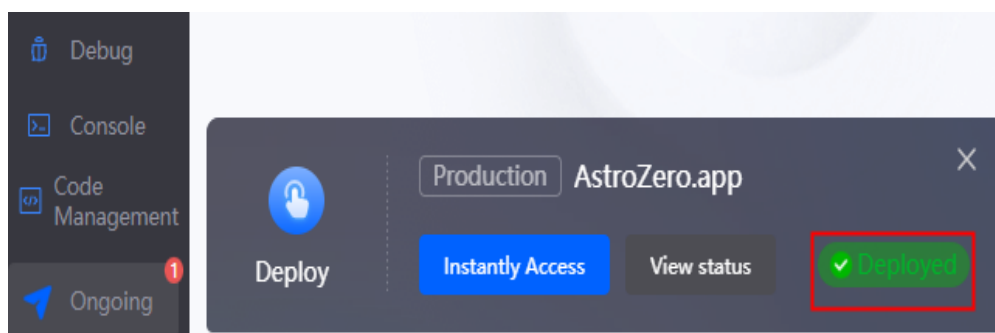 Debug
Console
Code
Management
1
Ongoing
Deploy
Production AstroZero.app
Instantly Access View status Deployed